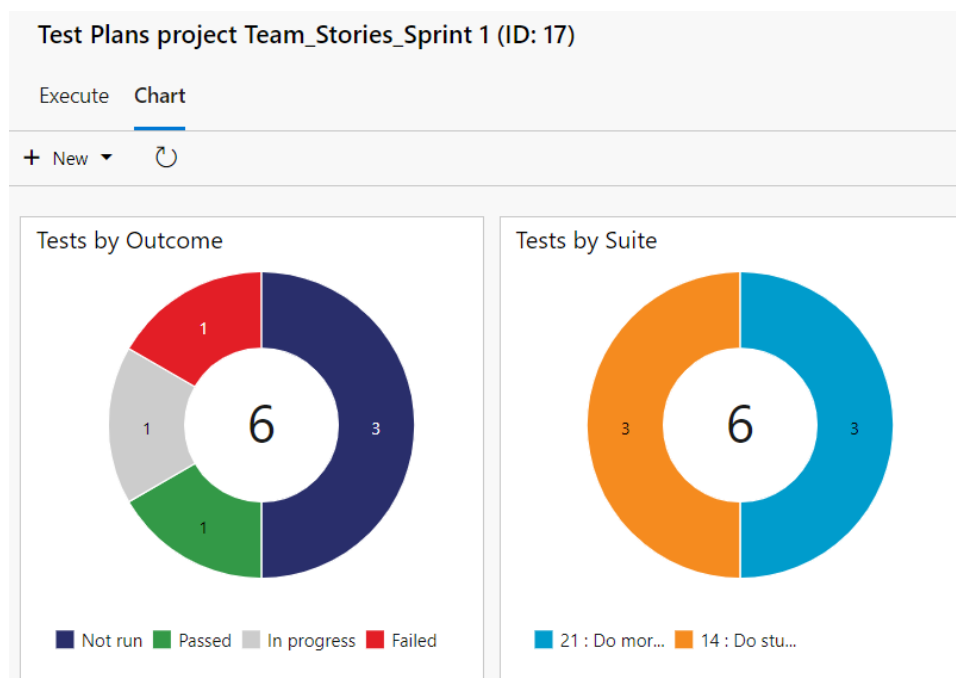 Test Plans project Team_Stories_Sprint 1 (ID: 17)
Execute Chart
+ New
Tests by Outcome
1
1
6
3
1
Not run Passed In progress Failed
Tests by Suite
3
6
3
21 : Do mor... 14 : Do stu...